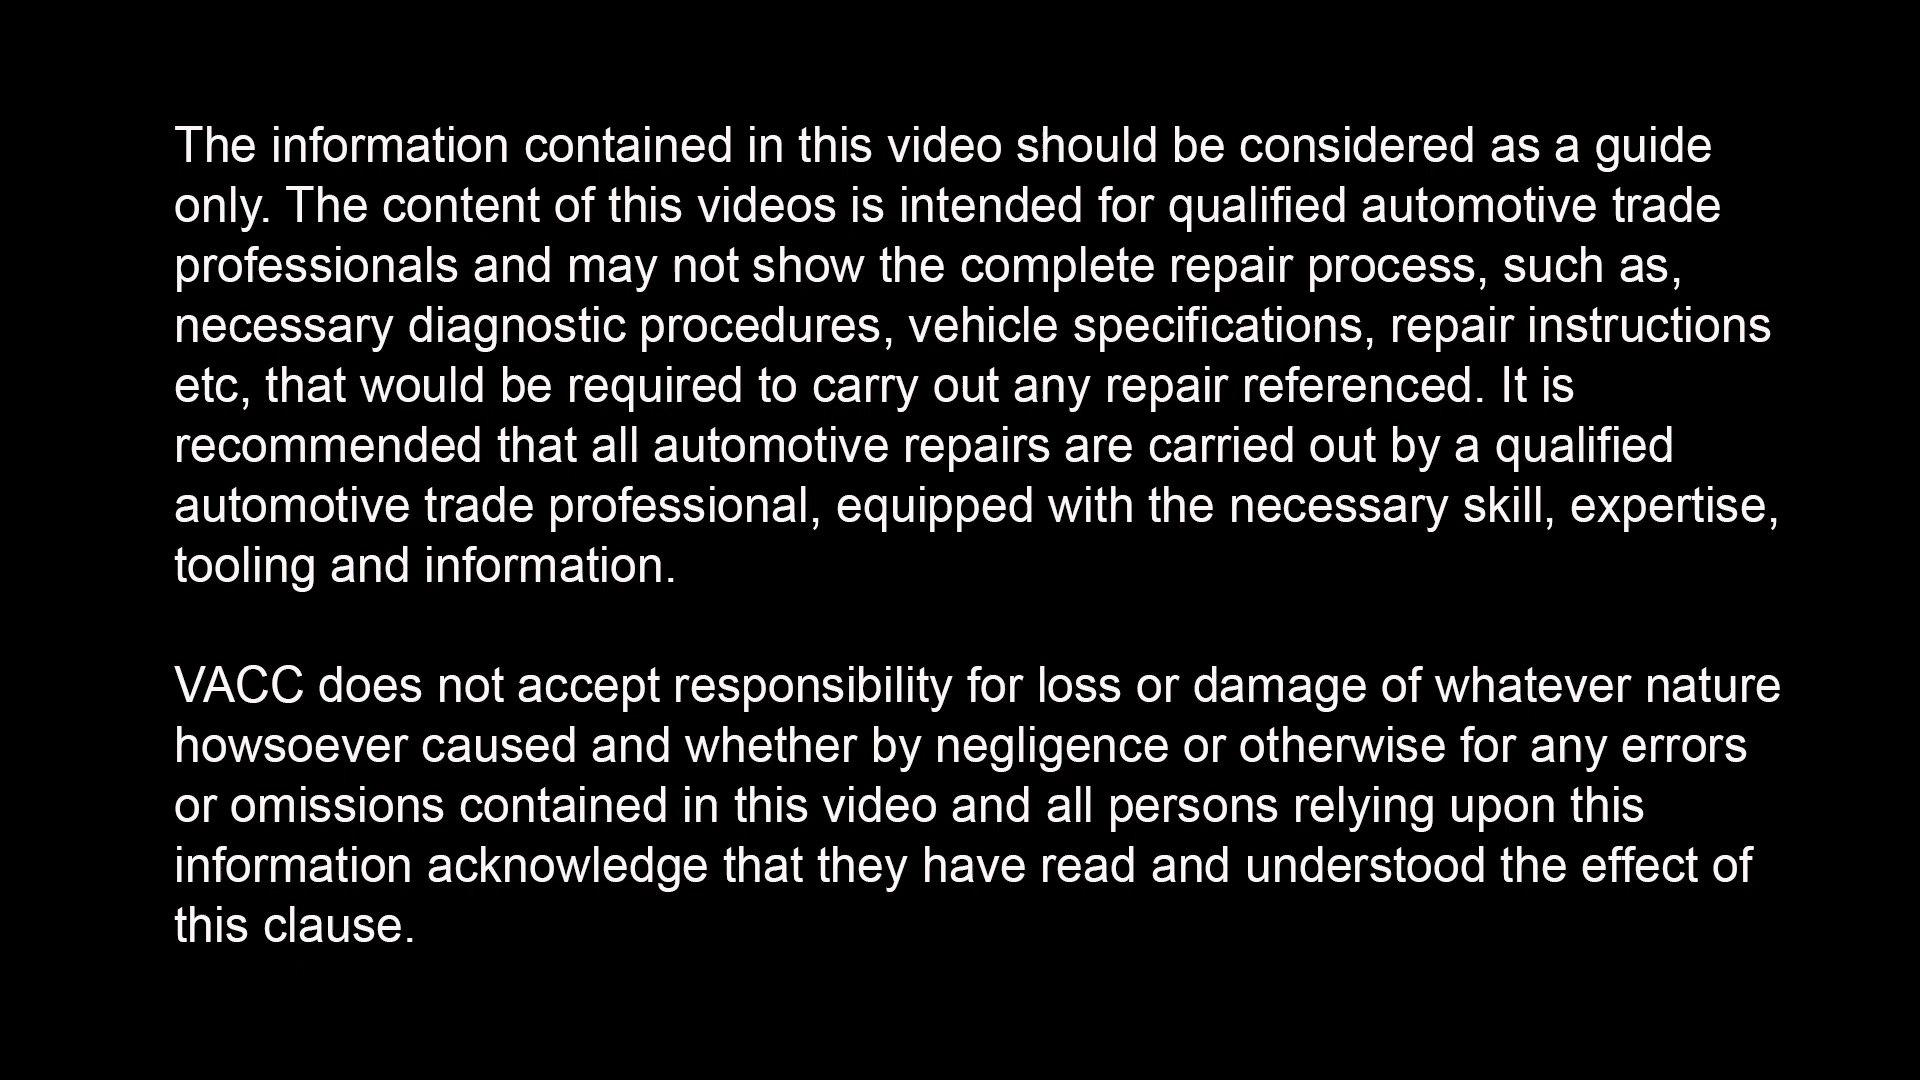 The information contained in this video should be considered as a guide
only. The content of this videos is intended for qualified automotive trade
professionals and may not show the complete repair process, such as,
necessary diagnostic procedures, vehicle specifications, repair instructions
etc, that would be required to carry out any repair referenced. It is
recommended that all automotive repairs are carried out by a qualified
automotive trade professional, equipped with the necessary skill, expertise,
tooling and information.
VACC does not accept responsibility for loss or damage of whatever nature
howsoever caused and whether by negligence or otherwise for any errors
or omissions contained in this video and all persons relying upon this
information acknowledge that they have read and understood the effect of
this clause.